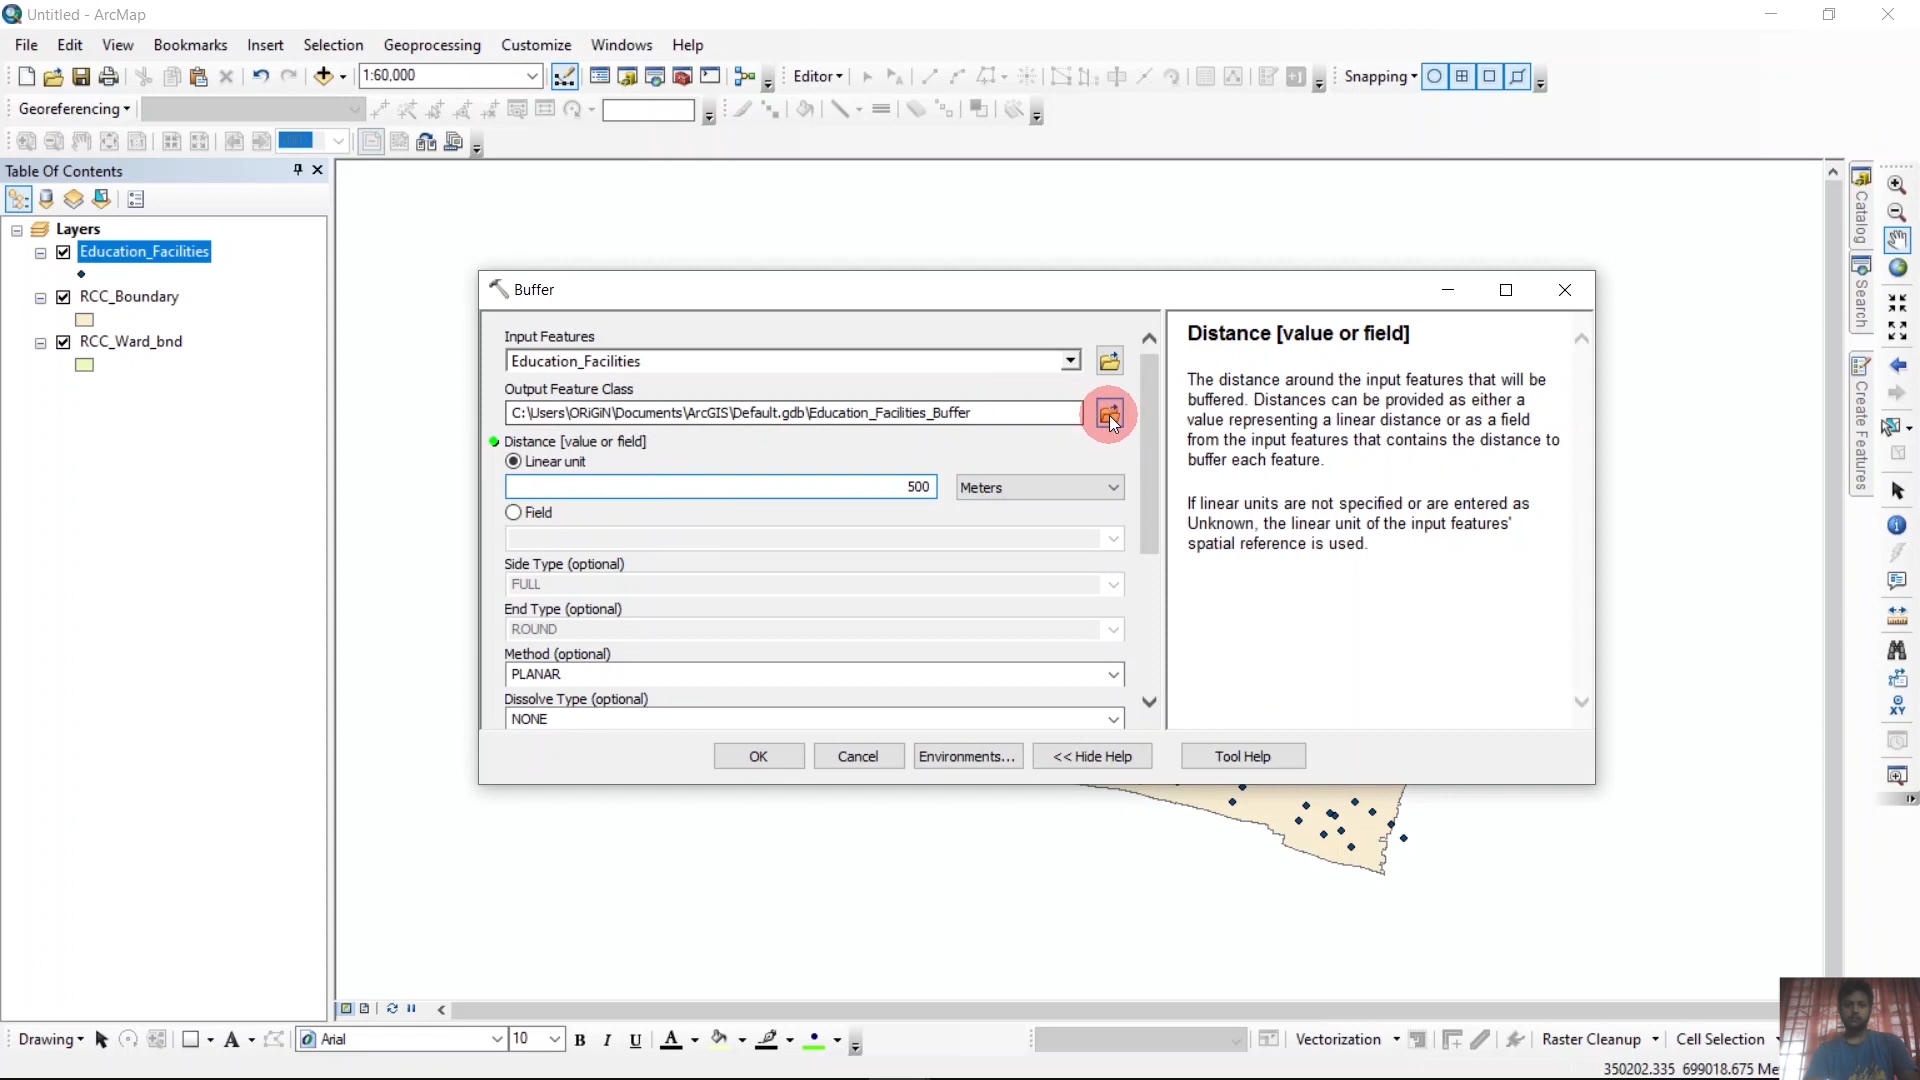 Untitled - ArcMap
File Edit View Bookmarks Insert Selection Geoprocessing Customize Windows Help
1:60,000
Editor
Snapping
Georeferencing
Table Of Contents
Layers
Education_Facilities
RCC_Boundary
RCC_Ward_bnd
Buffer
Input Features
Education_Facilities
Output Feature Class
C:\Users\ORiGiN\Documents\ArcGIS\Default.gdb\Education_Facilities_Buffer
Distance [value or field]
Linear unit
500 Meters
Field
Side Type (optional)
FULL
End Type (optional)
ROUND
Method (optional)
PLANAR
Dissolve Type (optional)
NONE
OK Cancel Environments... << Hide Help Tool Help
Distance [value or field]
The distance around the input features that will be
buffered. Distances can be provided as either a
value representing a linear distance or as a field
from the input features that contains the distance to
buffer each feature.
If linear units are not specified or are entered as
Unknown, the linear unit of the input features'
spatial reference is used.
Catalog
Search
Create Features
XY
Drawing
A
Arial
10
B I U A
Vectorization
Raster Cleanup
Cell Selection
350202.335 699018.675 Me